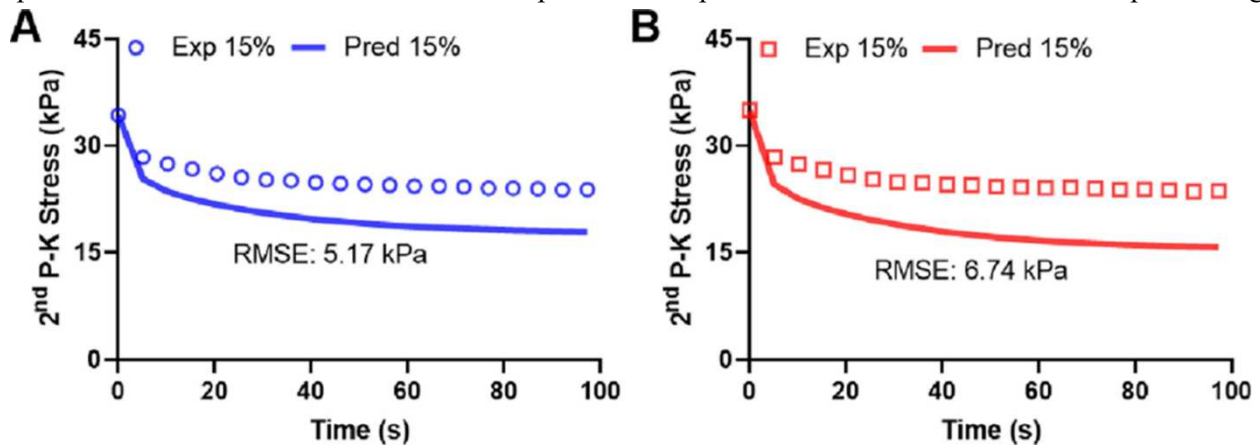 A
B
Exp 15% Pred 15%
Exp 15% Pred 15%
2nd P-K Stress (kPa)
45
30
15
0
RMSE: 5.17 kPa
0 20 40 60 80 100
Time (s)
2nd P-K Stress (kPa)
45
30
15
0
RMSE: 6.74 kPa
0 20 40 60 80 100
Time (s)